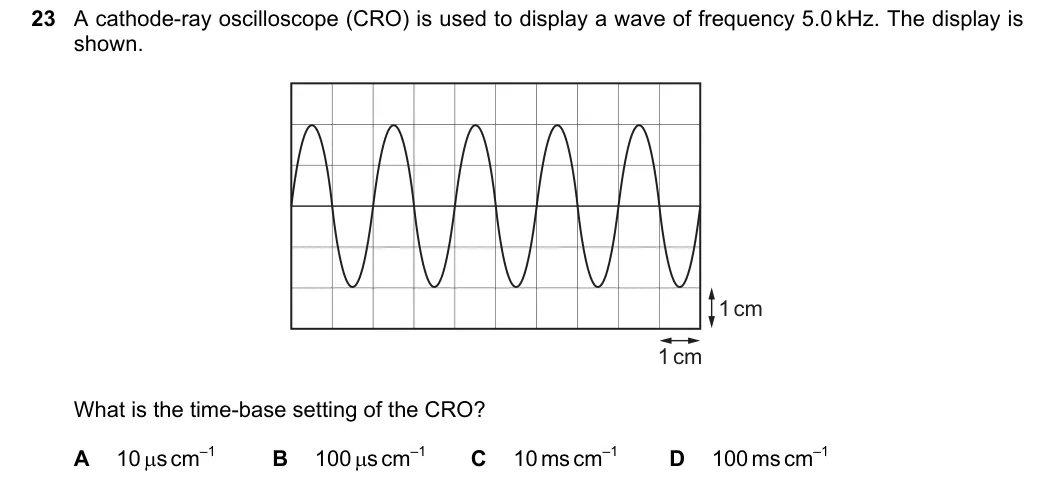 23 A cathode-ray oscilloscope (CRO) is used to display a wave of frequency 5.0 kHz. The display is
shown.
1 cm
1 cm
What is the time-base setting of the CRO?
A 10 μs cm⁻¹ B 100 μs cm⁻¹ C 10 ms cm⁻¹ D 100 ms cm⁻¹